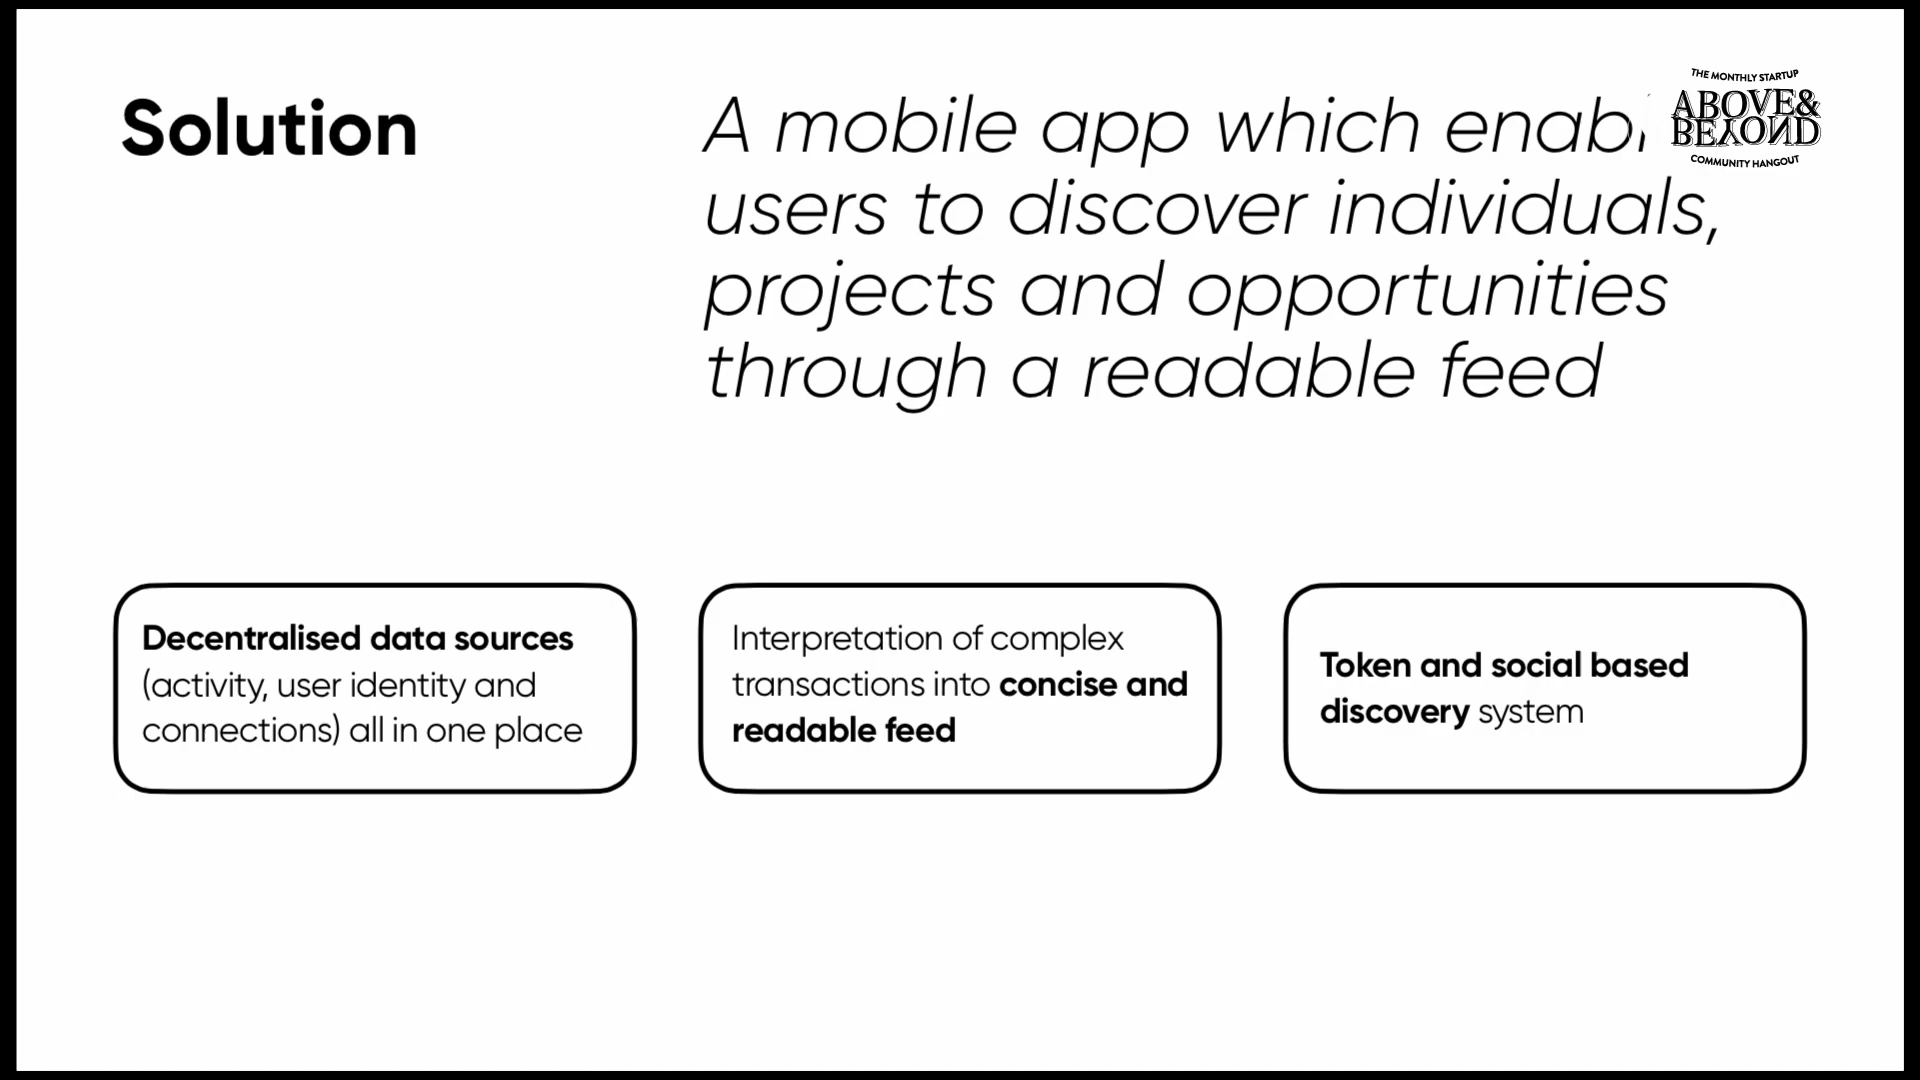 Solution
A mobile app which
users to discover individuals,
projects and opportunities
through a readable feed
THE MONTHLY STARTUP
ABOVE&
BEYOND
COMMUNITY HANGOUT
Decentralised data sources
(activity, user identity and
connections) all in one place
Interpretation of complex
transactions into concise and
readable feed
Token and social based
discovery system